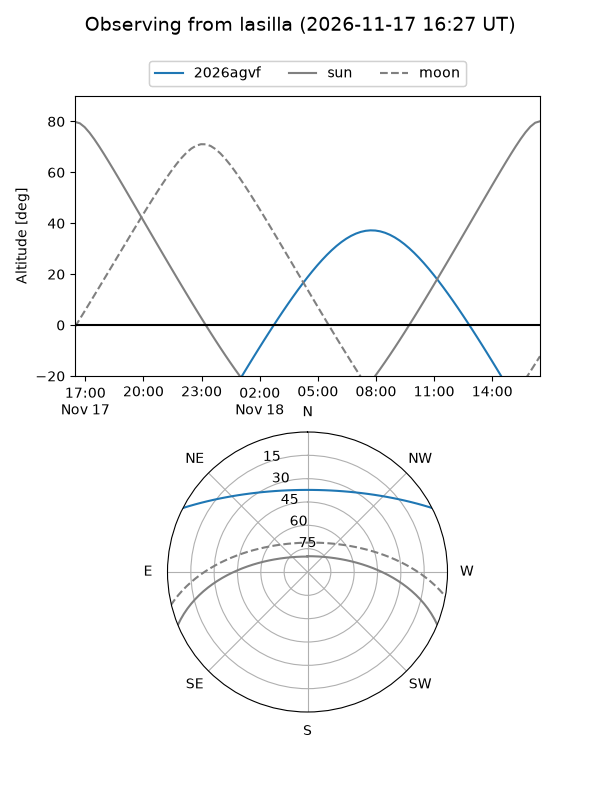 Observing from lasilla (2026-11-17 16:27 UT)
2026agvf sun moon
Altitude [deg]
80
60
40
20
0
−20
17:00 20:00 23:00 02:00 05:00 08:00 11:00 14:00
Nov 17 Nov 18
N
NE NW
15
30
45
60
75
E W
SE SW
S